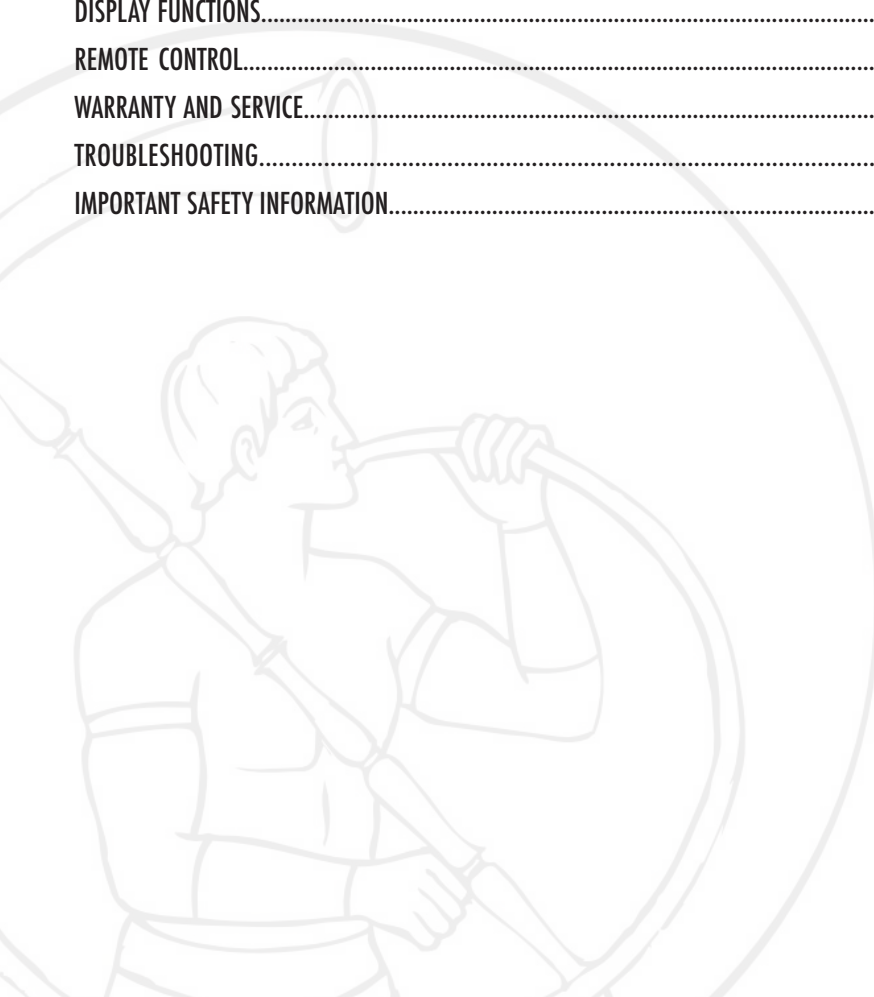 DISPLAY FUNCTIONS................................................................................................
REMOTE CONTROL................................................................................................
WARRANTY AND SERVICE................................................................................................
TROUBLESHOOTING................................................................................................
IMPORTANT SAFETY INFORMATION................................................................................................